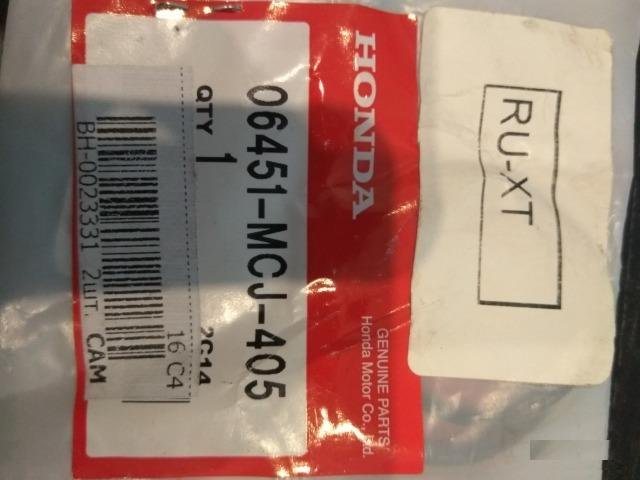 RU-XT
HONDA
GENUINE PARTS
Honda Motor Co., Ltd.
06451-MCJ-405
QTY 1
16 C4
BH-0023331 2шт. CAM